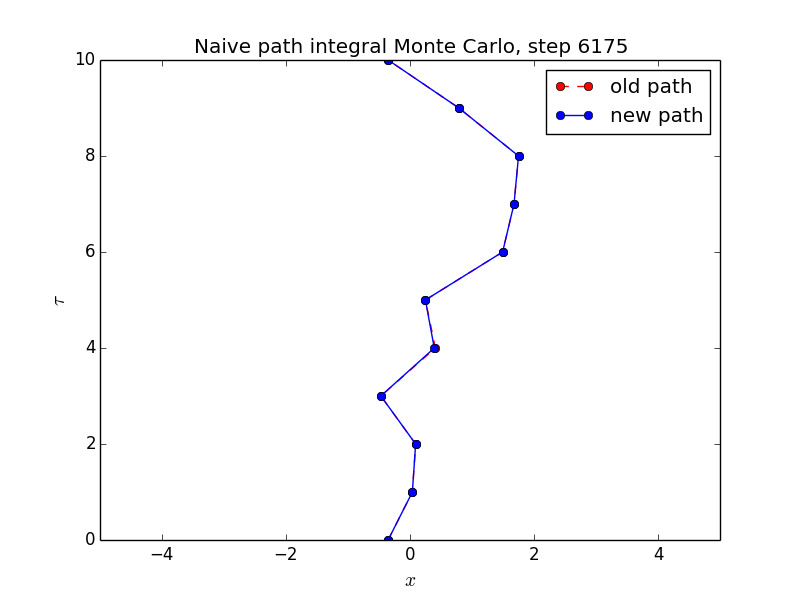 Naive path integral Monte Carlo, step 6175
10
8
6
4
2
0
τ
old path
new path
−4
−2
0
2
4
x